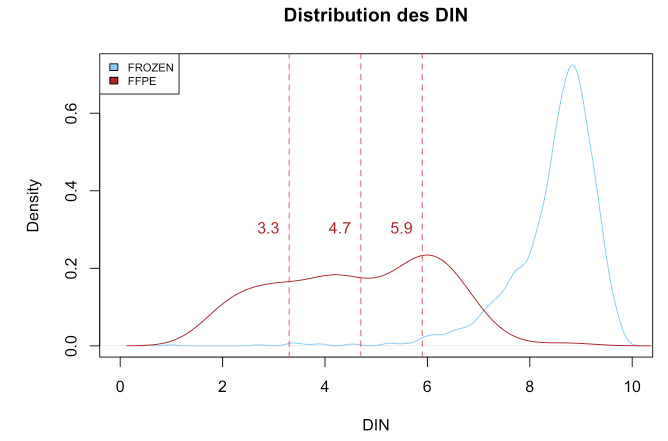 Distribution des DIN
FROZEN
FFPE
0.6
0.4
0.2
0.0
Density
3.3 4.7 5.9
0 2 4 6 8 10
DIN